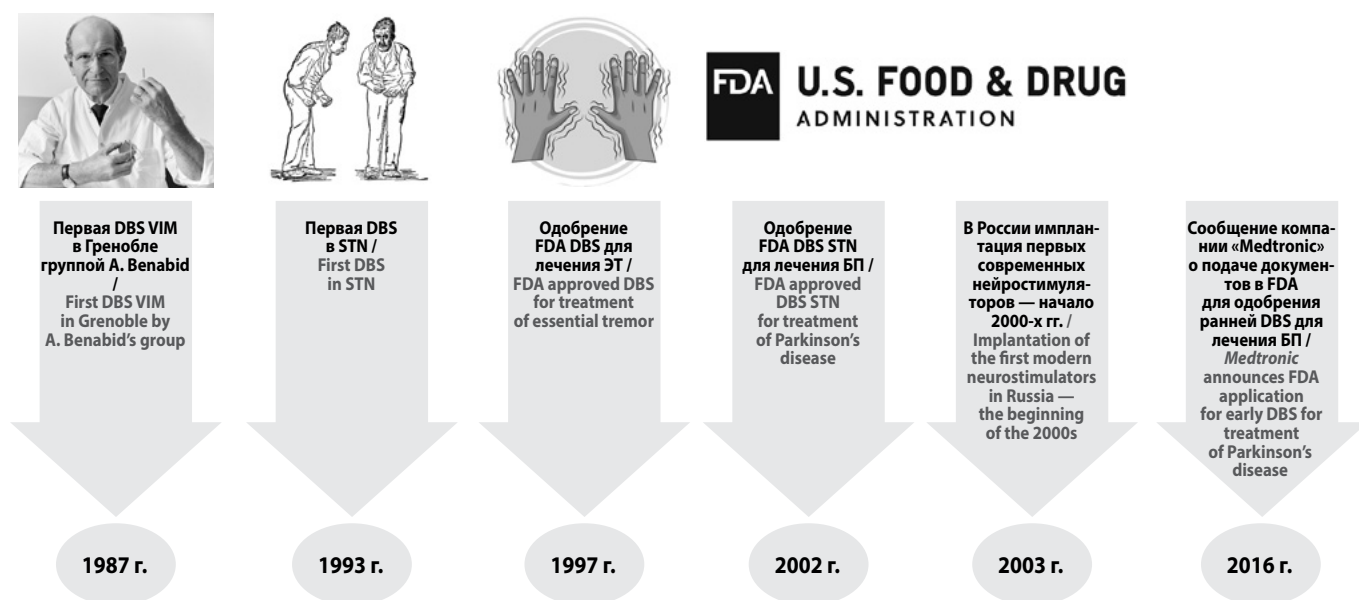 FDA
U.S. FOOD & DRUG
ADMINISTRATION
Первая DBS VIM
в Гренобле
группой A. Benabid
/
First DBS VIM
in Grenoble by
A. Benabid’s group
Первая DBS
в STN /
First DBS
in STN
Одобрение
FDA DBS для
лечения ЭТ /
FDA approved DBS
for treatment
of essential tremor
Одобрение
FDA DBS STN
для лечения БП /
FDA approved
DBS STN
for treatment
of Parkinson’s
disease
В России имплан-
тация первых
современных
нейростимуля-
торов — начало
2000-х гг. /
Implantation of
the first modern
neurostimulators
in Russia —
the beginning
of the 2000s
Сообщение компа-
нии «Medtronic»
о подаче докумен-
тов в FDA
для одобрения
ранней DBS для
лечения БП /
Medtronic
announces FDA
application
for early DBS for
treatment
of Parkinson’s
disease
1987 г.
1993 г.
1997 г.
2002 г.
2003 г.
2016 г.